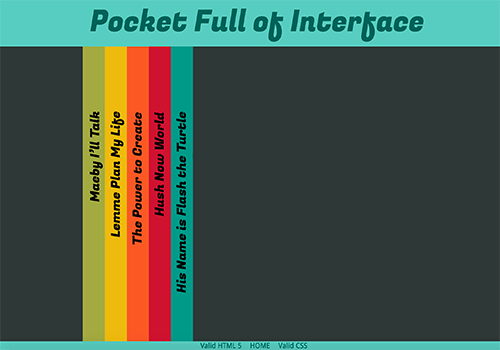 Pocket Full of Interface
Maeby I'll Talk
Lemme Plan My Life
The Power to Create
Hush Now World
His Name is Flash the Turtle
Valid HTML 5 HOME Valid CSS